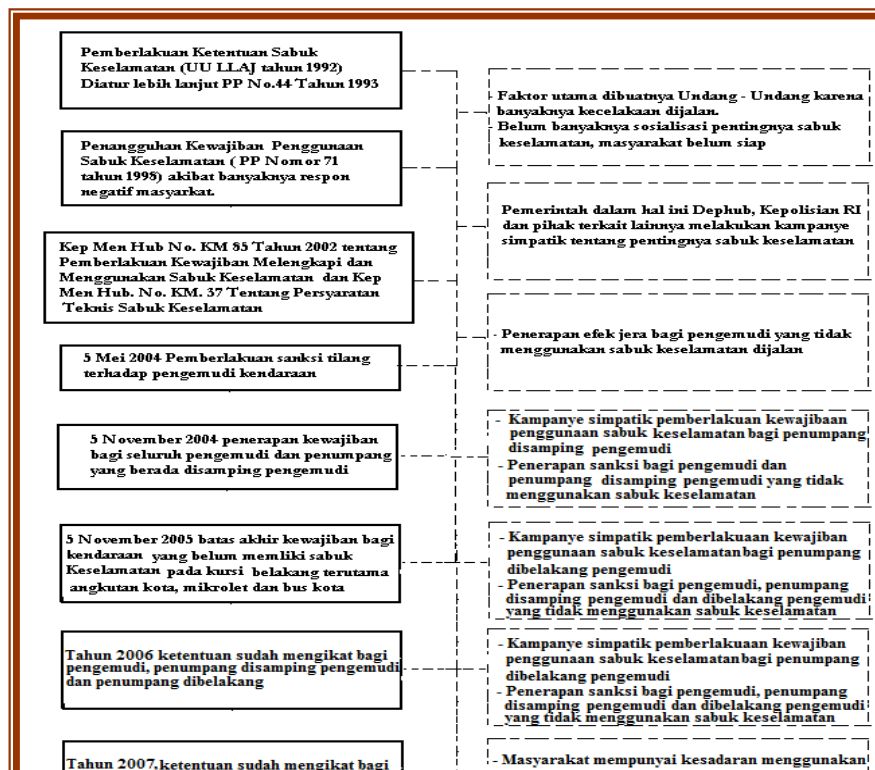 Pemberlakuan Ketentuan Sabuk
Keselamatan (UU LLAJ tahun 1992)
Diatur lebih lanjut PP No.44 Tahun 1993
- Faktor utama dibuatnya Undang - Undang karena
banyaknya kecelakaan dijalan.
- Belum banyaknya sosialisasi pentingnya sabuk
keselamatan, masyarakat belum siap
Penangguhan Kewajiban Penggunaan
Sabuk Keselamatan ( PP Nomor 71
tahun 1998) akibat banyaknya respon
negatif masyarkat.
Pemerintah dalam hal ini Dephub, Kepolisian RI
dan pihak terkait lainnya melakukan kampanye
simpatik tentang pentingnya sabuk keselamatan
Kep Men Hub No. KM 85 Tahun 2002 tentang
Pemberlakuan Kewajiban Melengkapi dan
Menggunakan Sabuk Keselamatan dan Kep
Men Hub. No. KM. 37 Tentang Persyaratan
Teknis Sabuk Keselamatan
- Penerapan efek jera bagi pengemudi yang tidak
menggunakan sabuk keselamatan dijalan
5 Mei 2004 Pemberlakuan sanksi tilang
terhadap pengemudi kendaraan
- Kampanye simpatik pemberlakuan kewajibaan
penggunaan sabuk keselamatan bagi penumpang
disamping pengemudi
- Penerapan sanksi bagi pengemudi dan
penumpang disamping pengemudi yang tidak
menggunakan sabuk keselamatan
5 November 2004 penerapan kewajiban
bagi seluruh pengemudi dan penumpang
yang berada disamping pengemudi
5 November 2005 batas akhir kewajiban bagi
kendaraan yang belum memliki sabuk
Keselamatan pada kursi belakang terutama
angkutan kota, mikrolet dan bus kota
- Kampanye simpatik pemberlakuaan kewajiban
penggunaan sabuk keselamatan bagi penumpang
dibelakang pengemudi
- Penerapan sanksi bagi pengemudi, penumpang
disamping pengemudi dan dibelakang pengemudi
yang tidak menggunakan sabuk keselamatan
Tahun 2006 ketentuan sudah mengikat bagi
pengemudi, penumpang disamping pengemudi
dan penumpang dibelakang
- Kampanye simpatik pemberlakuaan kewajiban
penggunaan sabuk keselamatan bagi penumpang
dibelakang pengemudi
- Penerapan sanksi bagi pengemudi, penumpang
disamping pengemudi dan dibelakang pengemudi
yang tidak menggunakan sabuk keselamatan
Tahun 2007, ketentuan sudah mengikat bagi
- Masyarakat mempunyai kesadaran menggunakan